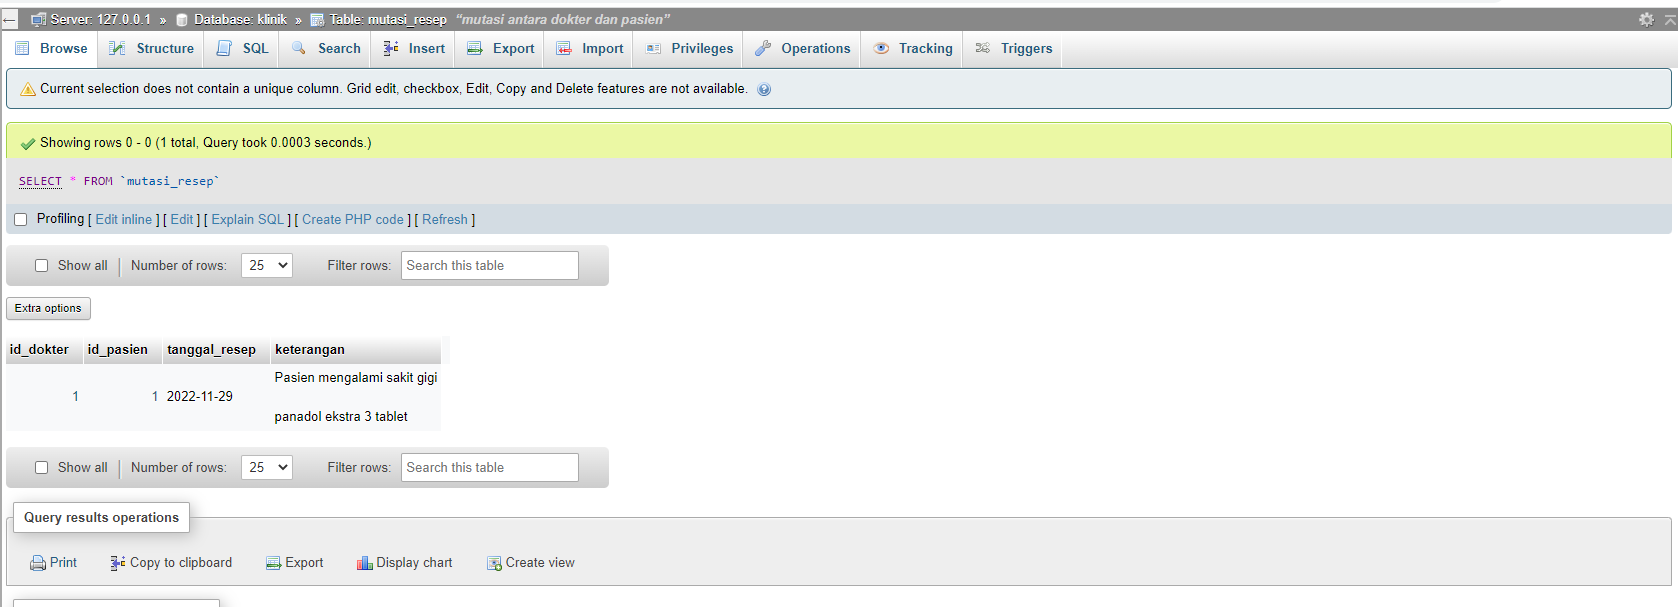 Server: 127.0.0.1 » Database: klinik » Table: mutasi_resep "mutasi antara dokter dan pasien"
Browse Structure SQL Search Insert Export Import Privileges Operations Tracking Triggers
Current selection does not contain a unique column. Grid edit, checkbox, Edit, Copy and Delete features are not available.
Showing rows 0 - 0 (1 total, Query took 0.0003 seconds.)
SELECT * FROM `mutasi_resep`
Profiling [ Edit inline ] [ Edit ] [ Explain SQL ] [ Create PHP code ] [ Refresh ]
Show all Number of rows: 25 Filter rows: Search this table
Extra options
id_dokter id_pasien tanggal_resep keterangan
1 1 2022-11-29 Pasien mengalami sakit gigi
panadol ekstra 3 tablet
Show all Number of rows: 25 Filter rows: Search this table
Query results operations
Print Copy to clipboard Export Display chart Create view